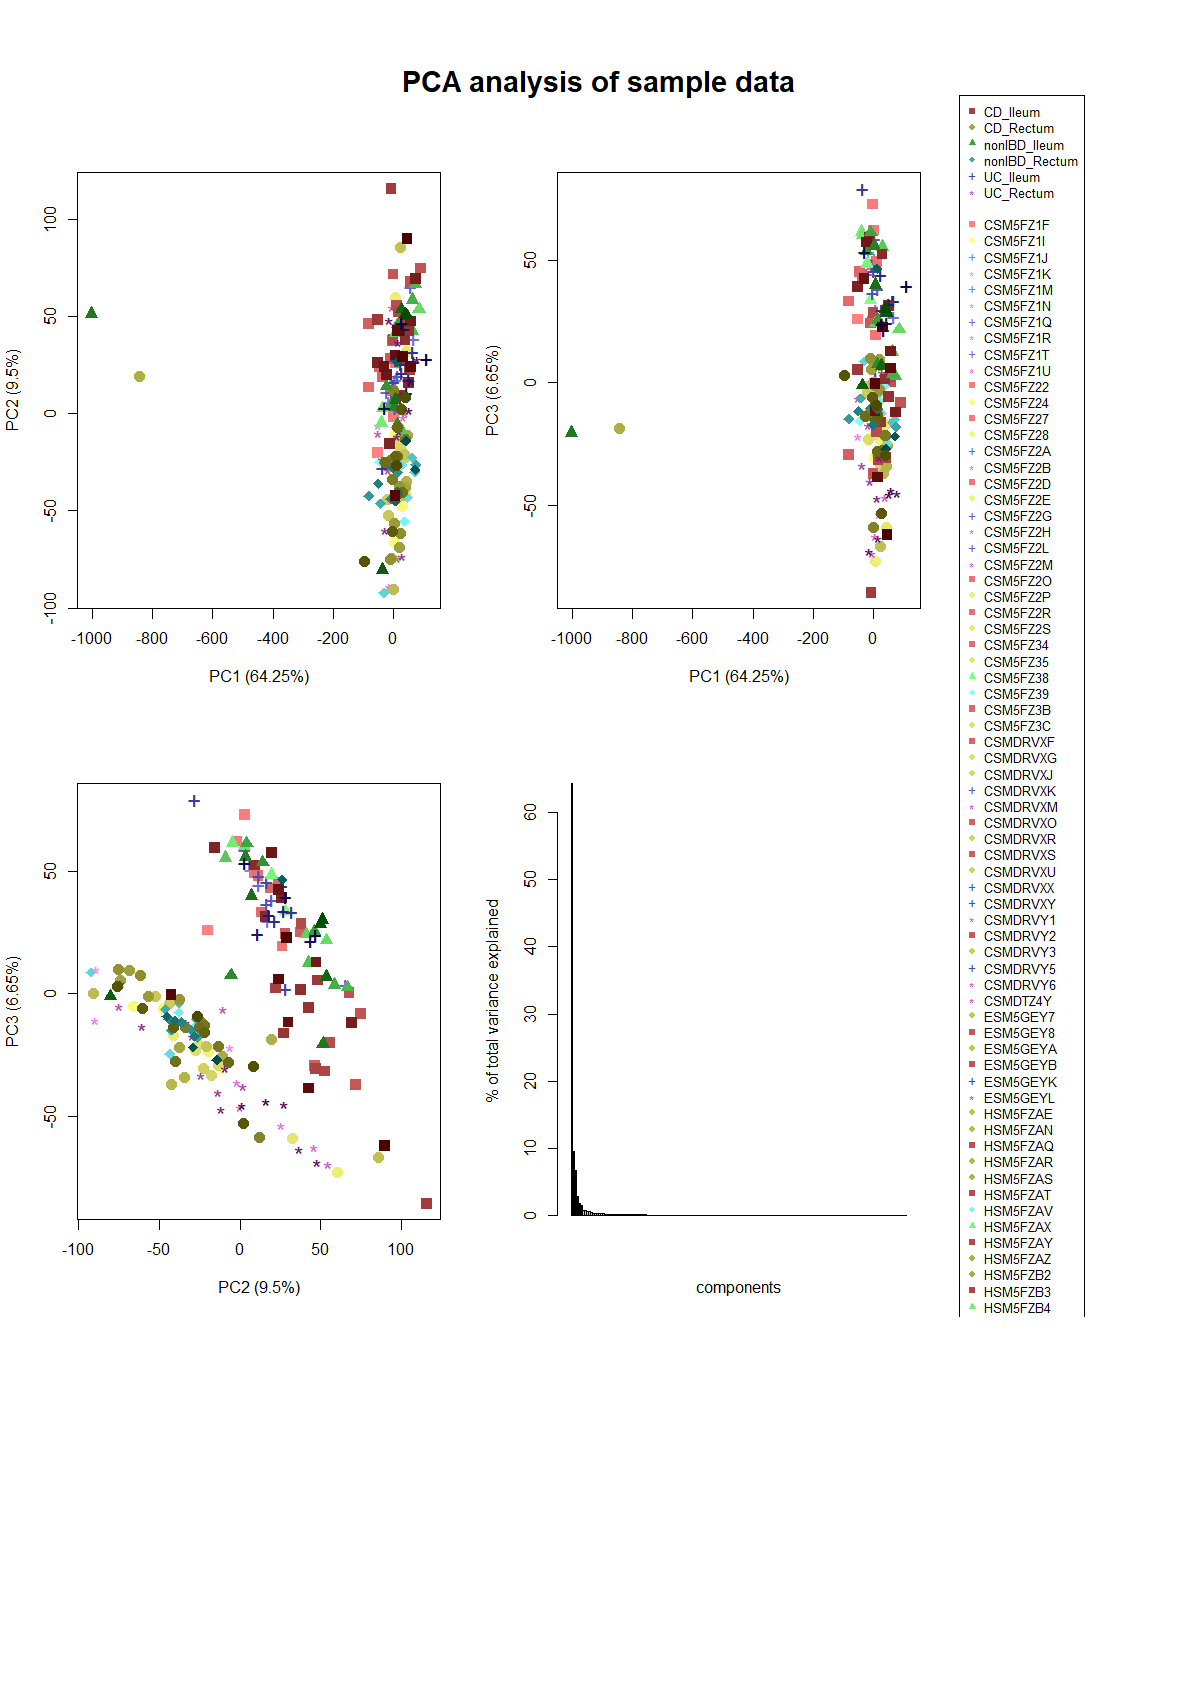 PCA analysis of sample data
100
50
0
-50
-100
PC2 (9.5%)
-1000
-800
-600
-400
-200
0
PC1 (64.25%)
50
0
-50
PC3 (6.65%)
-1000
-800
-600
-400
-200
0
PC1 (64.25%)
50
0
-50
PC3 (6.65%)
-100
-50
0
50
100
PC2 (9.5%)
60
50
40
30
20
10
0
% of total variance explained
components
CD_Ileum
CD_Rectum
nonIBD_Ileum
nonIBD_Rectum
UC_Ileum
UC_Rectum
CSM5FZ1F
CSM5FZ1I
CSM5FZ1J
CSM5FZ1K
CSM5FZ1M
CSM5FZ1N
CSM5FZ1Q
CSM5FZ1R
CSM5FZ1T
CSM5FZ1U
CSM5FZ22
CSM5FZ24
CSM5FZ27
CSM5FZ28
CSM5FZ2A
CSM5FZ2B
CSM5FZ2D
CSM5FZ2E
CSM5FZ2G
CSM5FZ2H
CSM5FZ2L
CSM5FZ2M
CSM5FZ2O
CSM5FZ2P
CSM5FZ2R
CSM5FZ2S
CSM5FZ34
CSM5FZ35
CSM5FZ38
CSM5FZ39
CSM5FZ3B
CSM5FZ3C
CSMDRVXF
CSMDRVXG
CSMDRVXJ
CSMDRVXK
CSMDRVXM
CSMDRVXO
CSMDRVXR
CSMDRVXS
CSMDRVXU
CSMDRVXX
CSMDRVXY
CSMDRVY1
CSMDRVY2
CSMDRVY3
CSMDRVY5
CSMDRVY6
CSMDTZ4Y
ESM5GEY7
ESM5GEY8
ESM5GEYA
ESM5GEYB
ESM5GEYK
ESM5GEYL
HSM5FZAE
HSM5FZAN
HSM5FZAQ
HSM5FZAR
HSM5FZAS
HSM5FZAT
HSM5FZAV
HSM5FZAX
HSM5FZAY
HSM5FZAZ
HSM5FZB2
HSM5FZB3
HSM5FZB4